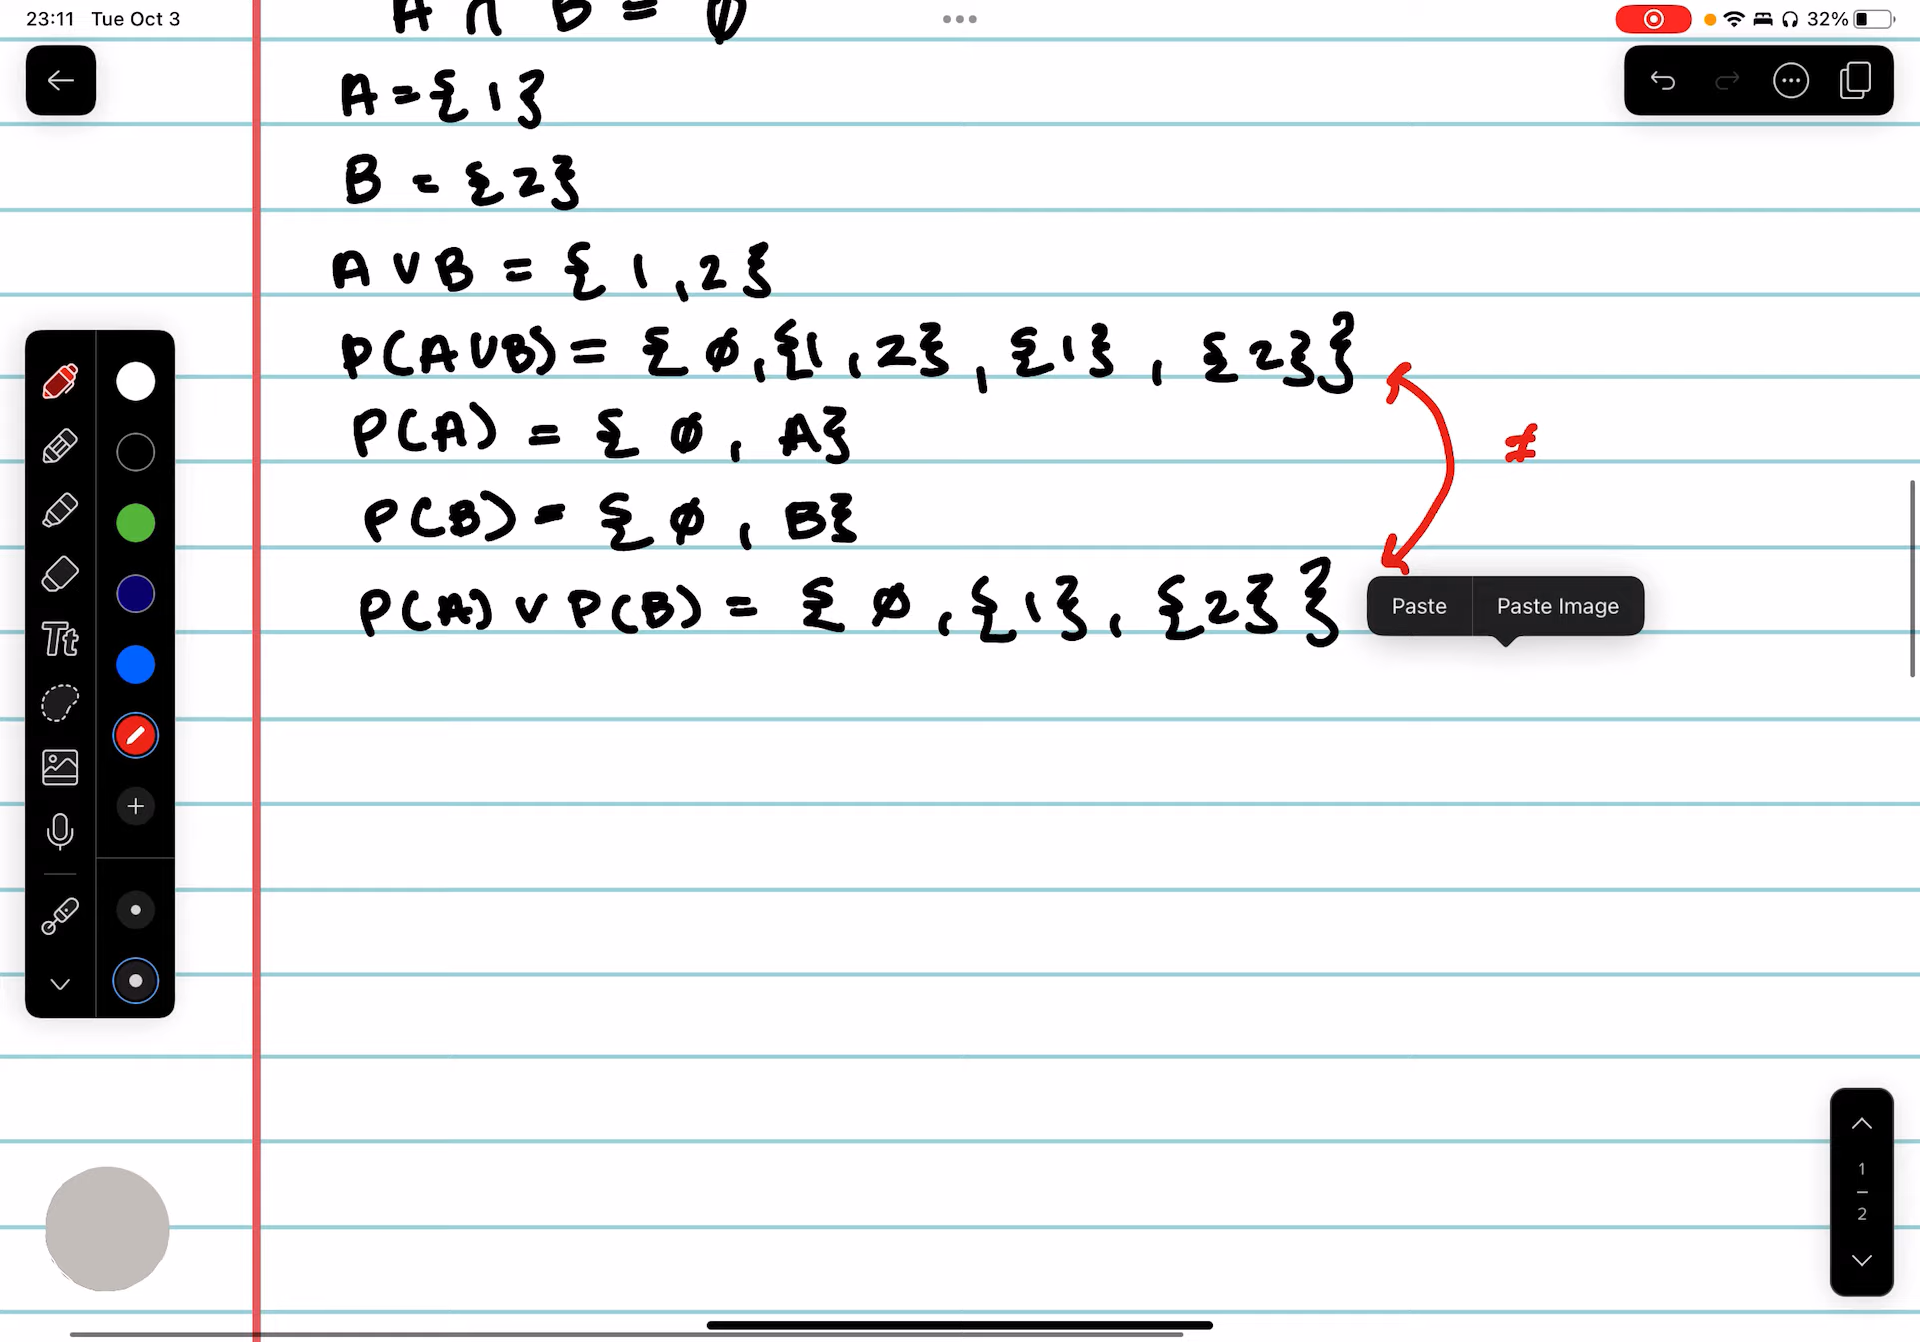 23:11 Tue Oct 3 32%
A ∩ B = ∅
A = {1}
B = {2}
A ∪ B = {1, 2}
P(A∪B) = {∅, {1, 2}, {1}, {2}}
P(A) = {∅, A}
≠
P(B) = {∅, B}
P(A) ∪ P(B) = {∅, {1}, {2}}
Paste Paste Image
Tt
1
2